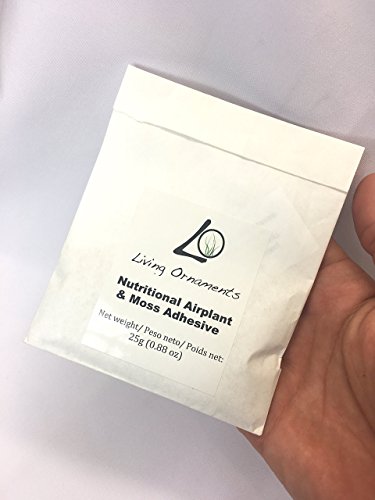 LO
Living Ornaments
Nutritional Airplant
& Moss Adhesive
Net weight/ Peso neto/ Poids net:
25g (0.88 oz)